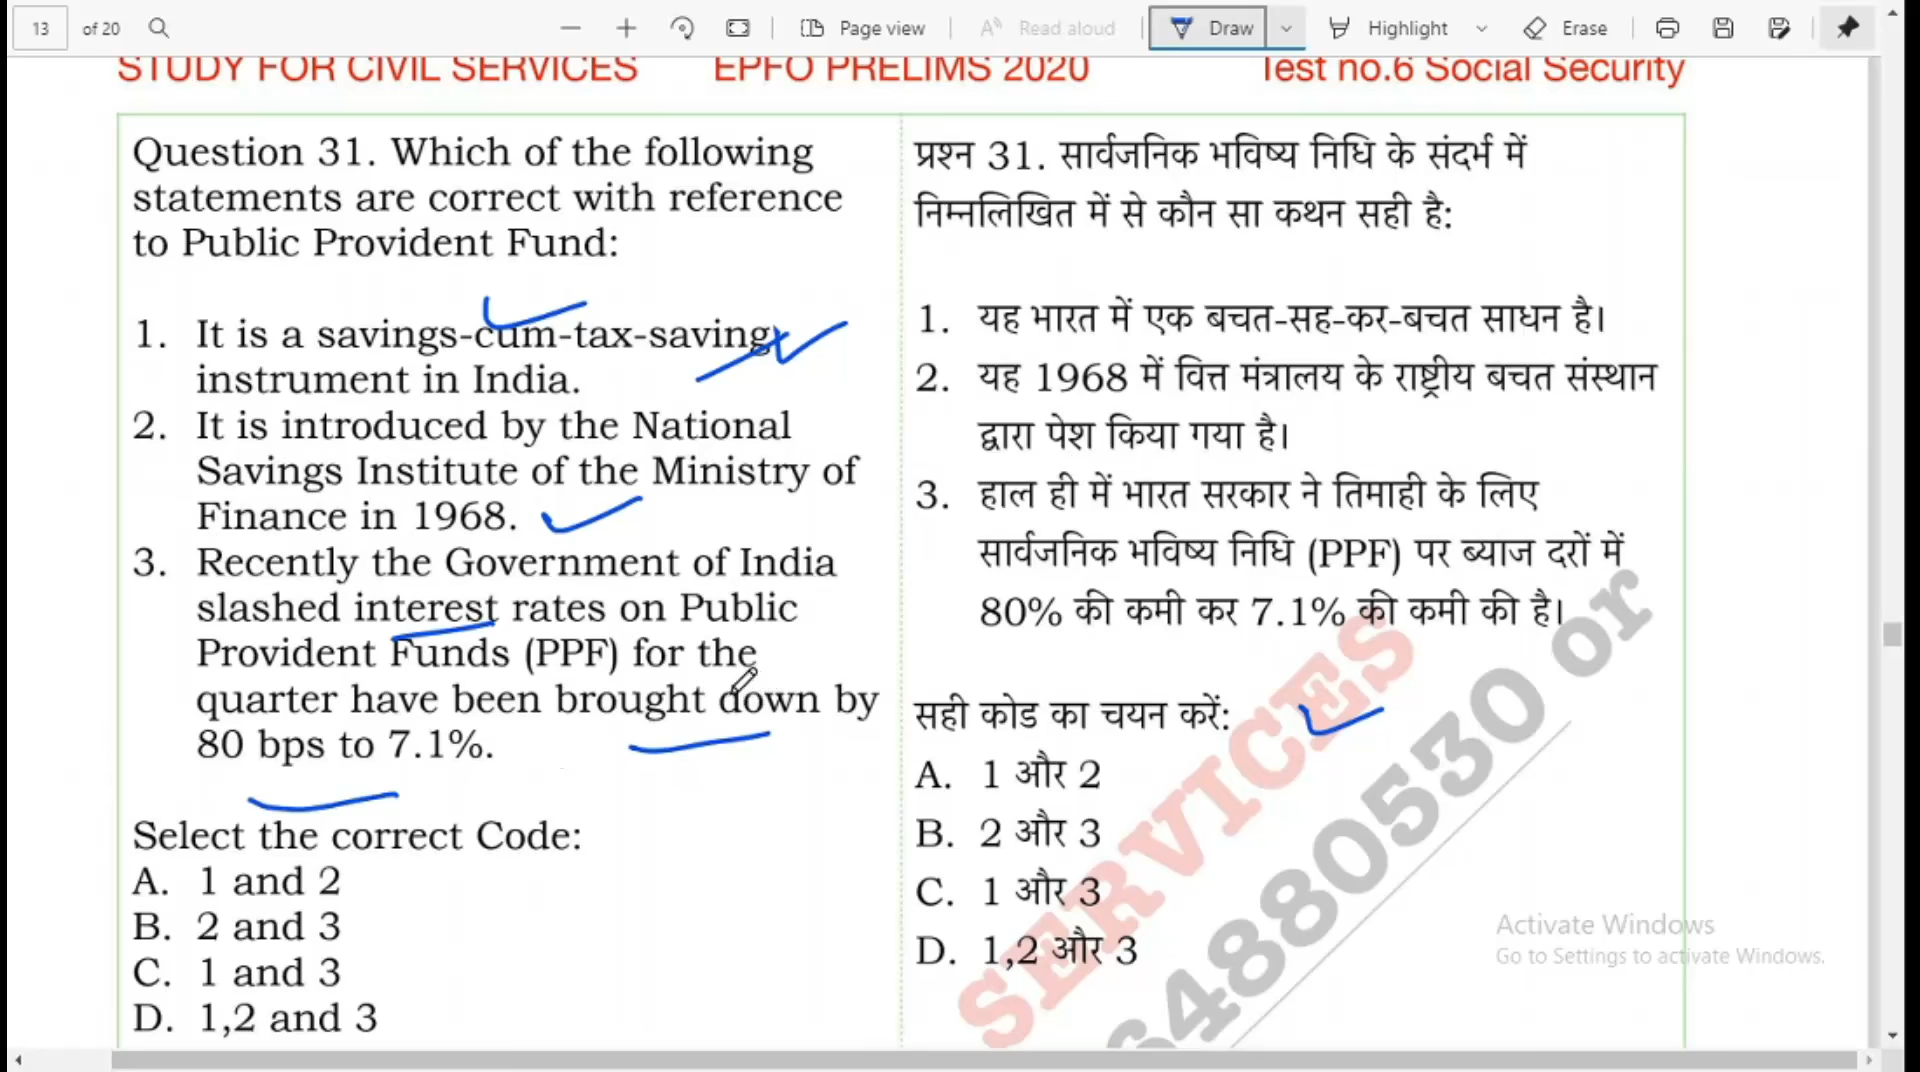 13 of 20 Page view Read aloud Draw Highlight Erase
STUDY FOR CIVIL SERVICES EPFO PRELIMS 2020 Test no.6 Social Security
Question 31. Which of the following
statements are correct with reference
to Public Provident Fund:
1. It is a savings-cum-tax-saving
instrument in India.
2. It is introduced by the National
Savings Institute of the Ministry of
Finance in 1968.
3. Recently the Government of India
slashed interest rates on Public
Provident Funds (PPF) for the
quarter have been brought down by
80 bps to 7.1%.
Select the correct Code:
A. 1 and 2
B. 2 and 3
C. 1 and 3
D. 1,2 and 3
प्रश्न 31. सार्वजनिक भविष्य निधि के संदर्भ में
निम्नलिखित में से कौन सा कथन सही है:
1. यह भारत में एक बचत-सह-कर-बचत साधन है।
2. यह 1968 में वित्त मंत्रालय के राष्ट्रीय बचत संस्थान
द्वारा पेश किया गया है।
3. हाल ही में भारत सरकार ने तिमाही के लिए
सार्वजनिक भविष्य निधि (PPF) पर ब्याज दरों में
80% की कमी कर 7.1% की कमी की है।
सही कोड का चयन करें:
A. 1 और 2
B. 2 और 3
C. 1 और 3
D. 1,2 और 3
SERVICES
64880530 or
Activate Windows
Go to Settings to activate Windows.